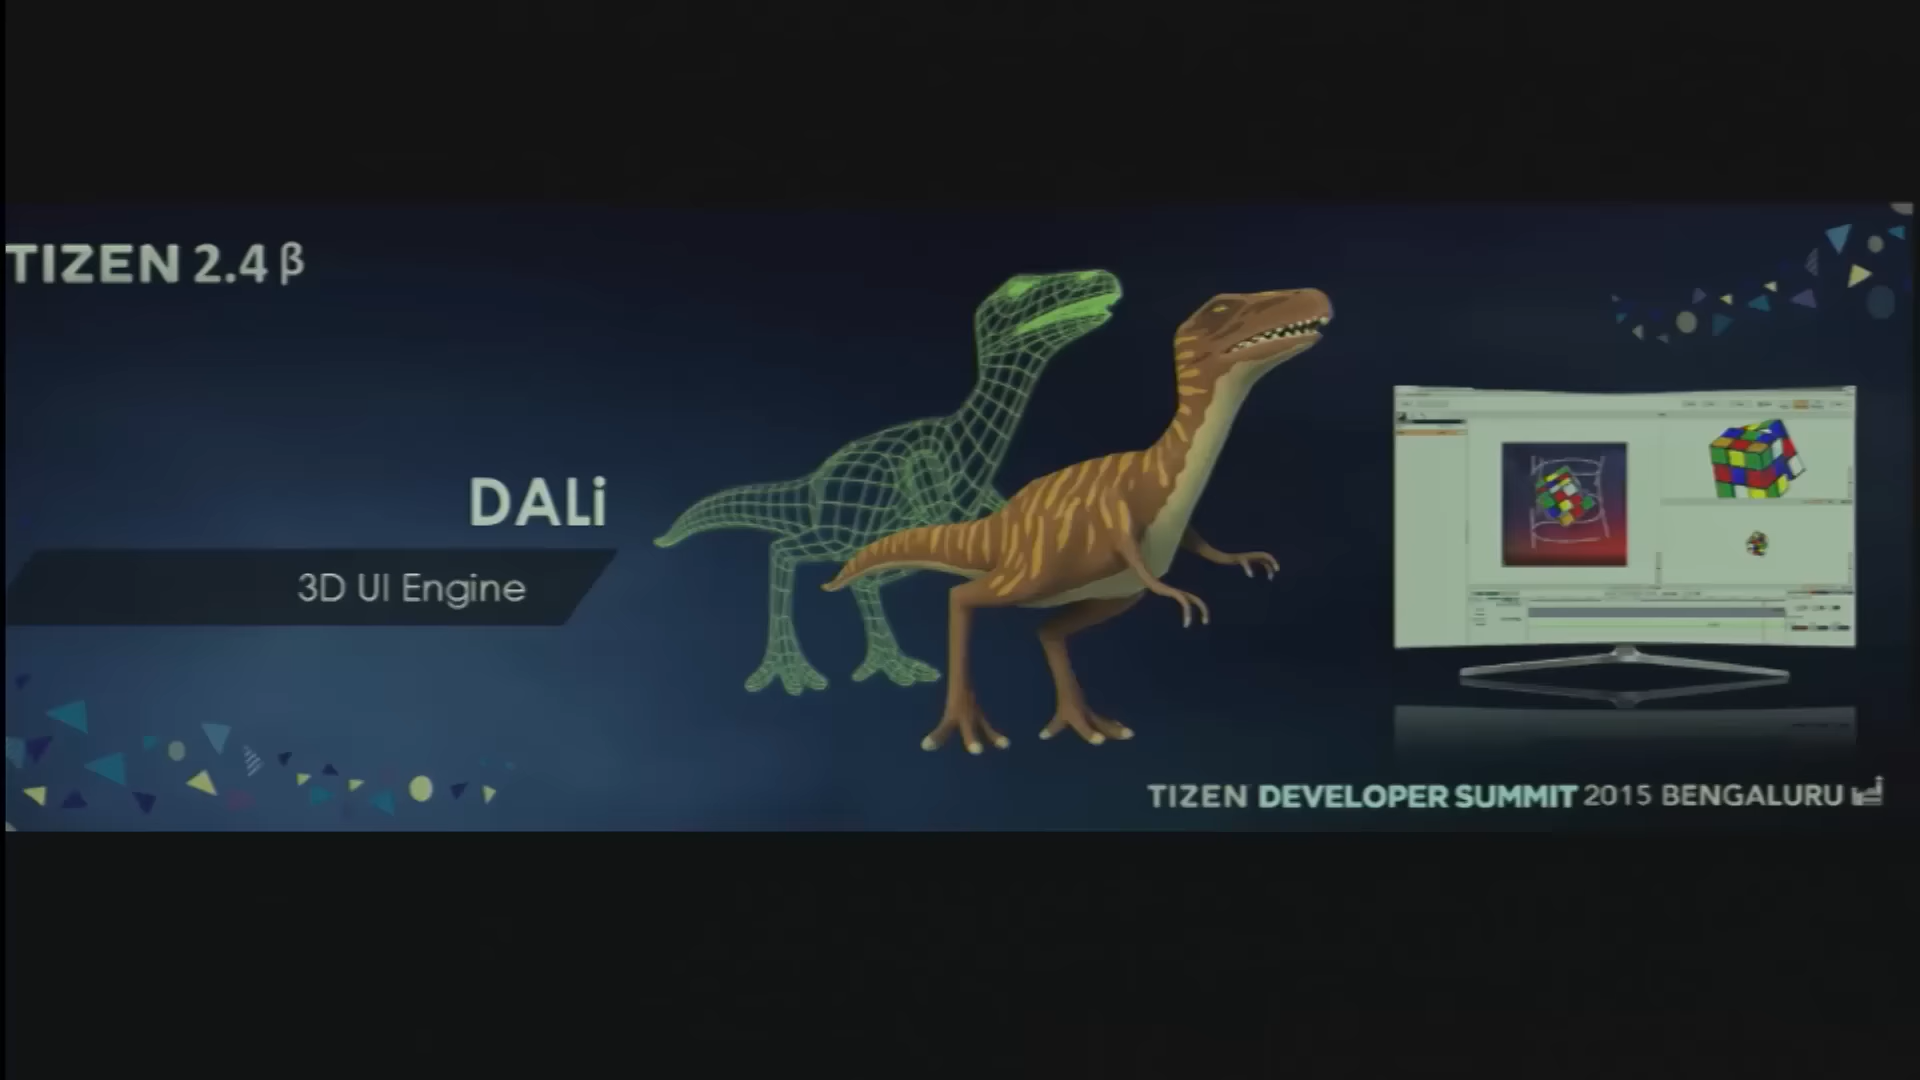 TIZEN 2.4 β
DALi
3D UI Engine
TIZEN DEVELOPER SUMMIT 2015 BENGALURU